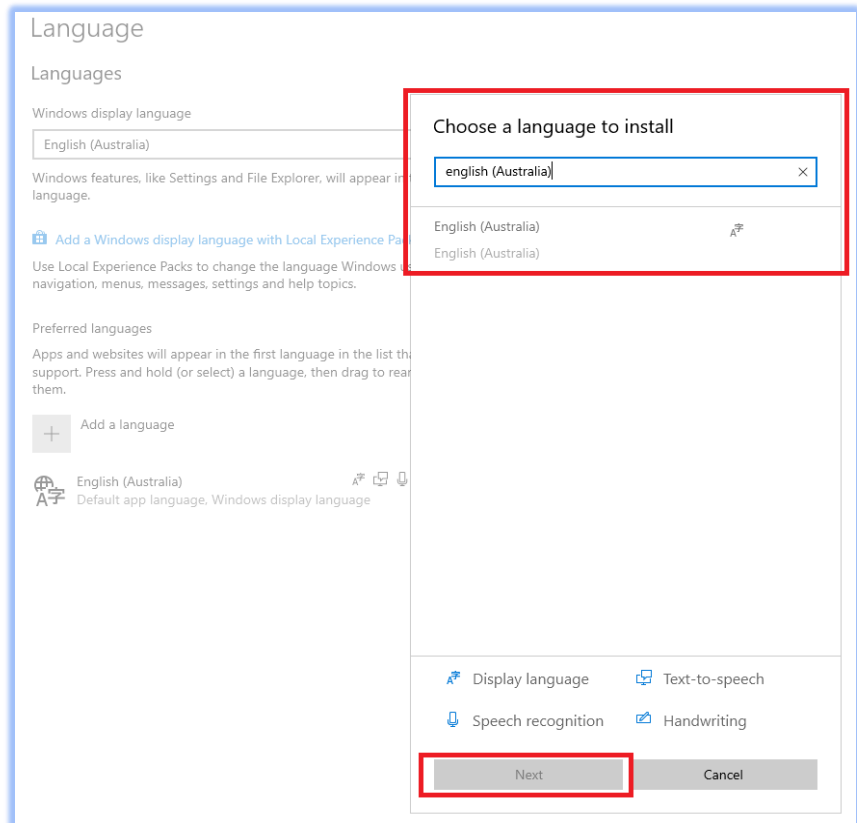 Language
Languages
Windows display language
English (Australia)
Windows features, like Settings and File Explorer, will appear in
language.
Add a Windows display language with Local Experience
Use Local Experience Packs to change the language Windows
navigation, menus, messages, settings and help topics.
Preferred languages
Apps and websites will appear in the first language in the list
support. Press and hold (or select) a language, then drag to
them.
Add a language
English (Australia)
Default app language, Windows display language
Choose a language to install
english (Australia)
English (Australia)
English (Australia)
Display language Text-to-speech
Speech recognition Handwriting
Next Cancel